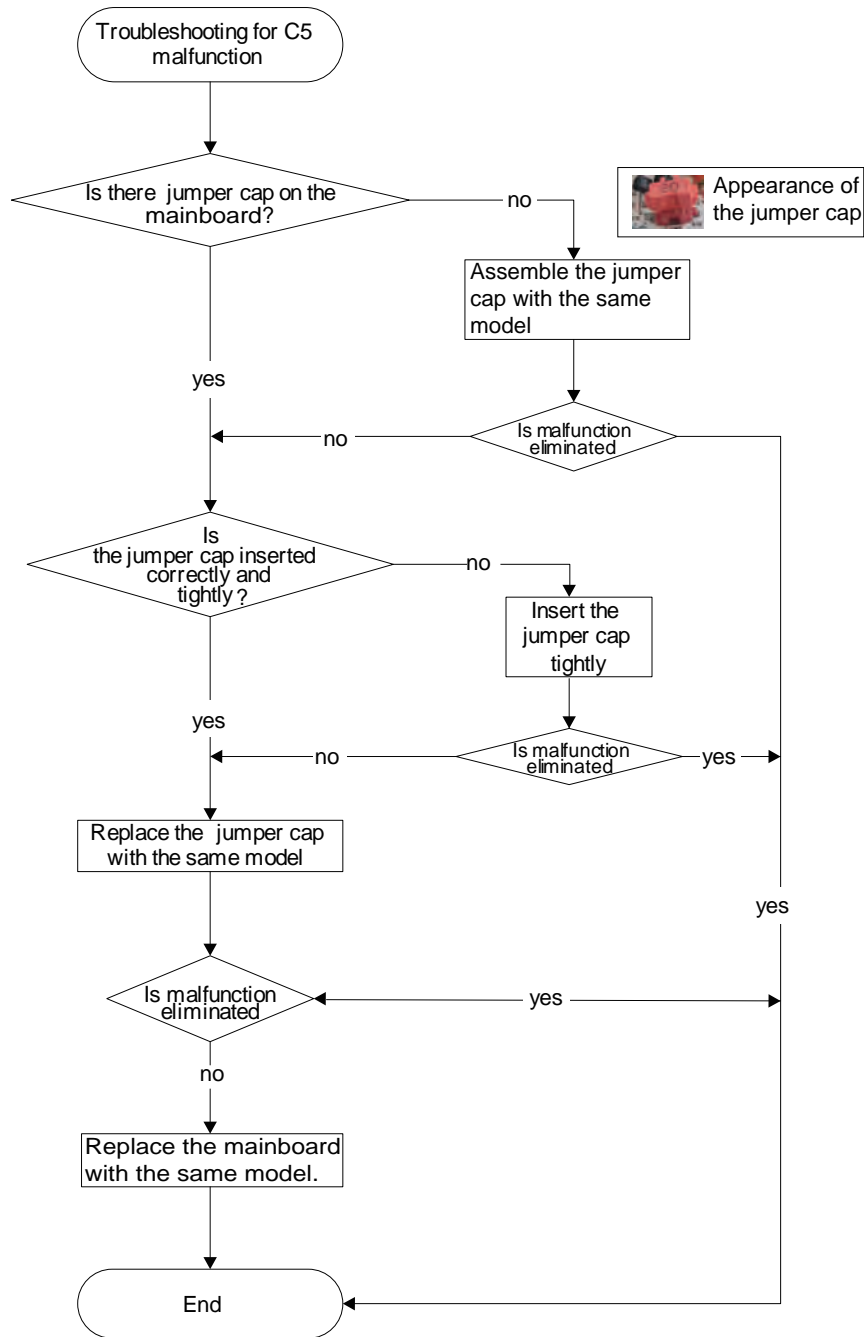 Troubleshooting for C5
malfunction
Is there jumper cap on the
mainboard?
no
Appearance of
the jumper cap
Assemble the jumper
cap with the same
model
yes
no
Is malfunction
eliminated
Is
the jumper cap inserted
correctly and
tightly?
no
Insert the
jumper cap
tightly
yes
no
Is malfunction
eliminated
yes
Replace the jumper cap
with the same model
yes
Is malfunction
eliminated
yes
no
Replace the mainboard
with the same model.
End